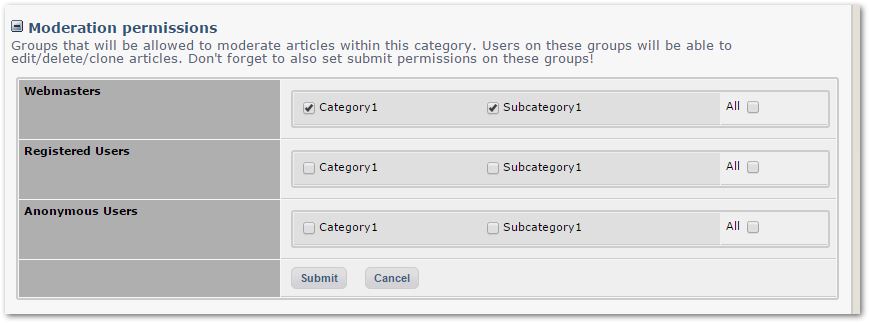 Moderation permissions
Groups that will be allowed to moderate articles within this category. Users on these groups will be able to
edit/delete/clone articles. Don't forget to also set submit permissions on these groups!
Webmasters
Category1 Subcategory1 All
Registered Users
Category1 Subcategory1 All
Anonymous Users
Category1 Subcategory1 All
Submit Cancel